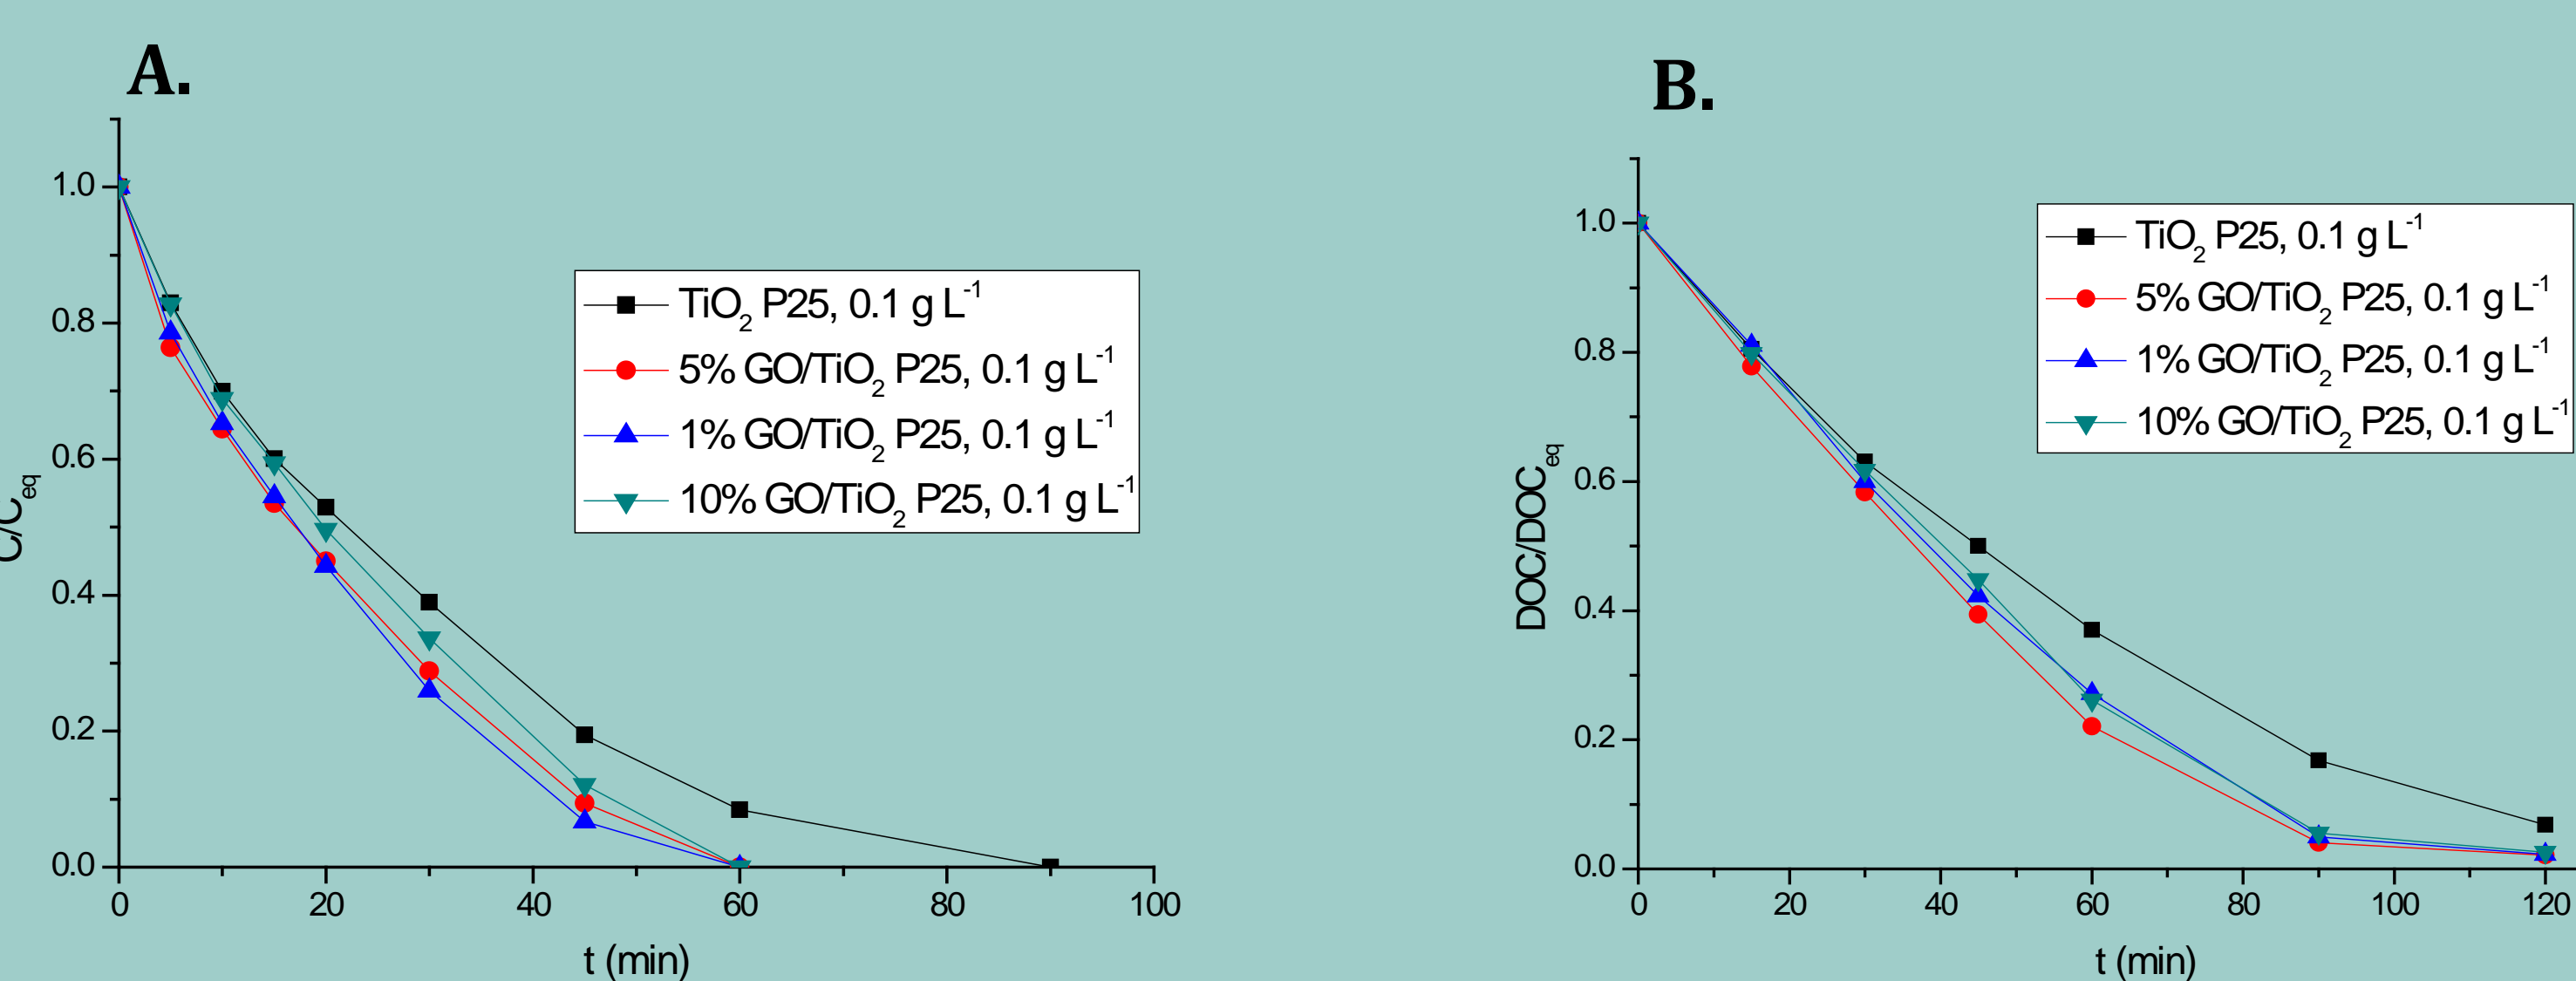 A.
1.0
0.8
0.6
0.4
0.2
0.0
0 20 40 60 80 100
t (min)
C/C_eq
TiO₂ P25, 0.1 g L⁻¹
5% GO/TiO₂ P25, 0.1 g L⁻¹
1% GO/TiO₂ P25, 0.1 g L⁻¹
10% GO/TiO₂ P25, 0.1 g L⁻¹
B.
1.0
0.8
0.6
0.4
0.2
0.0
0 20 40 60 80 100 120
t (min)
DOC/DOC_eq
TiO₂ P25, 0.1 g L⁻¹
5% GO/TiO₂ P25, 0.1 g L⁻¹
1% GO/TiO₂ P25, 0.1 g L⁻¹
10% GO/TiO₂ P25, 0.1 g L⁻¹